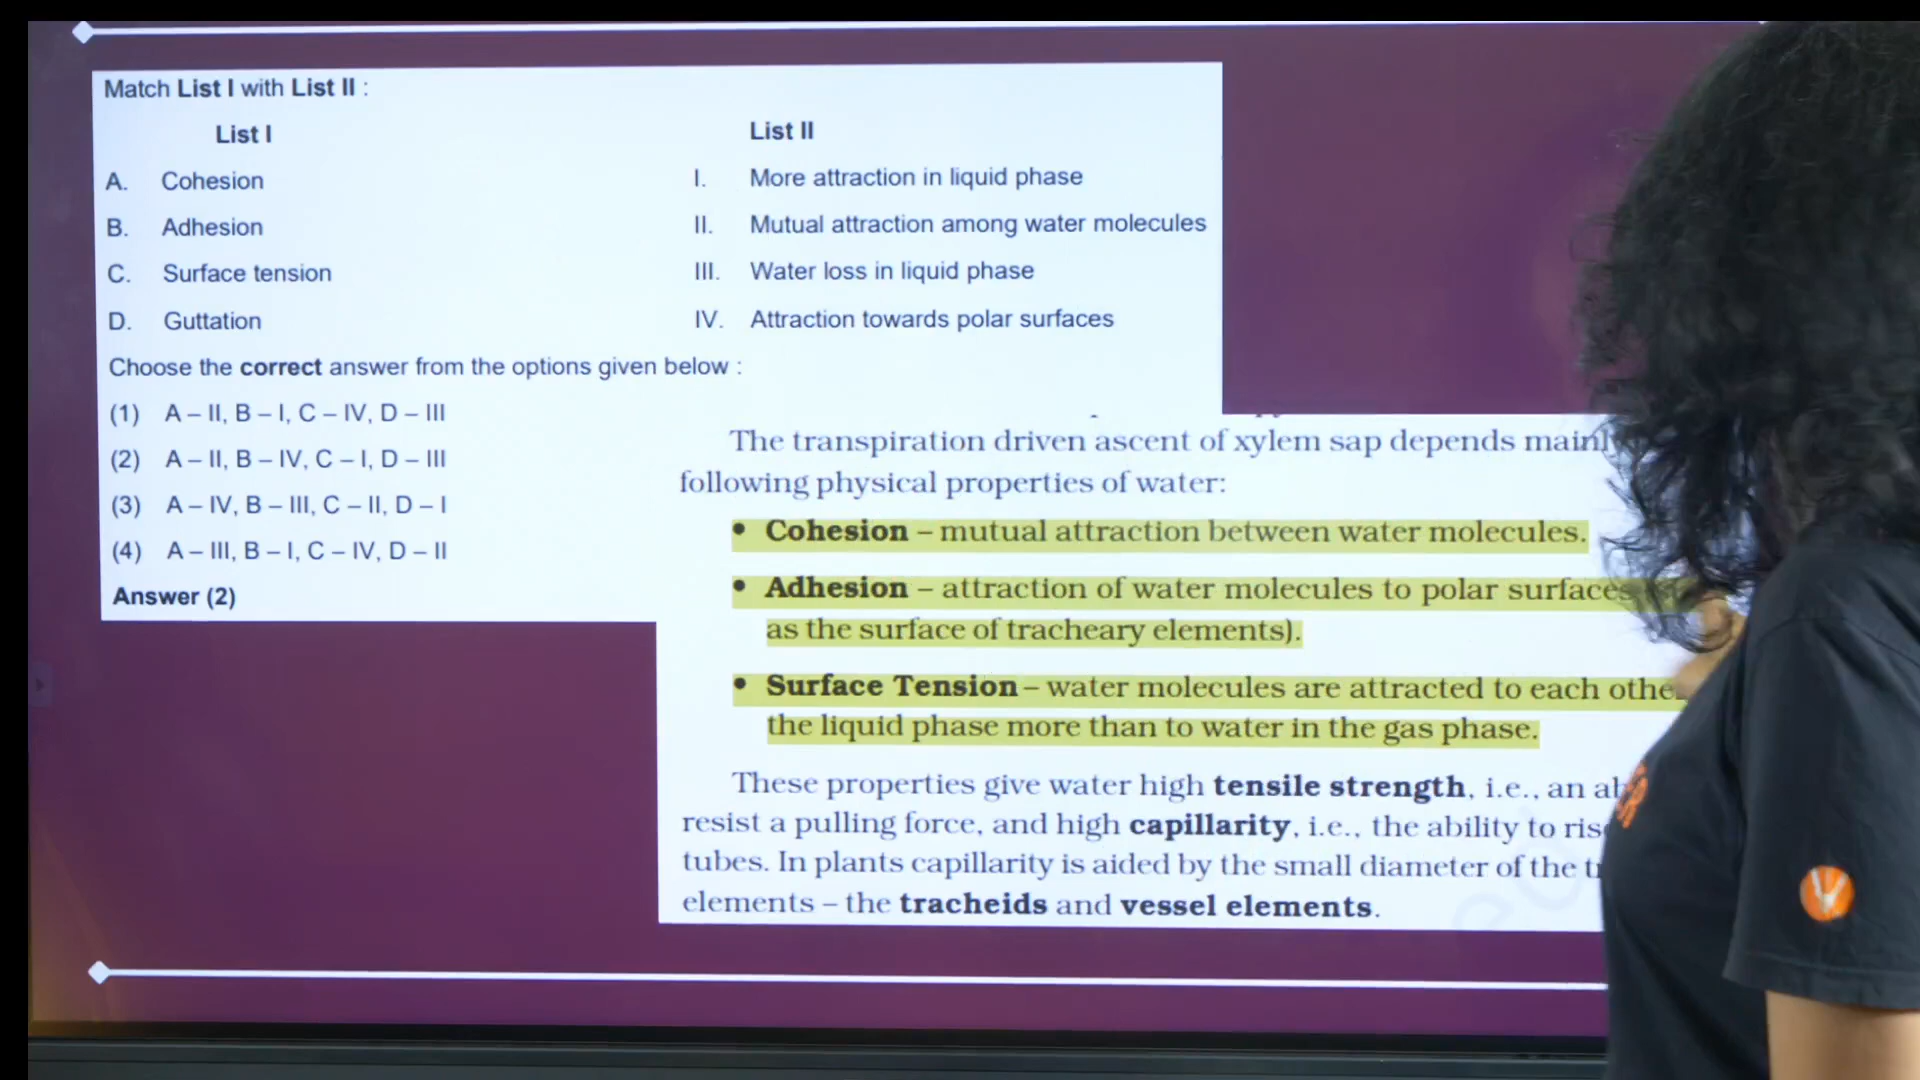 Match List I with List II :
List I List II
A. Cohesion I. More attraction in liquid phase
B. Adhesion II. Mutual attraction among water molecules
C. Surface tension III. Water loss in liquid phase
D. Guttation IV. Attraction towards polar surfaces
Choose the correct answer from the options given below :
(1) A – II, B – I, C – IV, D – III
(2) A – II, B – IV, C – I, D – III
(3) A – IV, B – III, C – II, D – I
(4) A – III, B – I, C – IV, D – II
Answer (2)
The transpiration driven ascent of xylem sap depends
following physical properties of water:
• Cohesion – mutual attraction between water molecules.
• Adhesion – attraction of water molecules to polar surfaces
as the surface of tracheary elements).
• Surface Tension – water molecules are attracted to each
the liquid phase more than to water in the gas phase.
These properties give water high tensile strength, i.e., an
resist a pulling force, and high capillarity, i.e., the ability to
tubes. In plants capillarity is aided by the small diameter of the
elements – the tracheids and vessel elements.